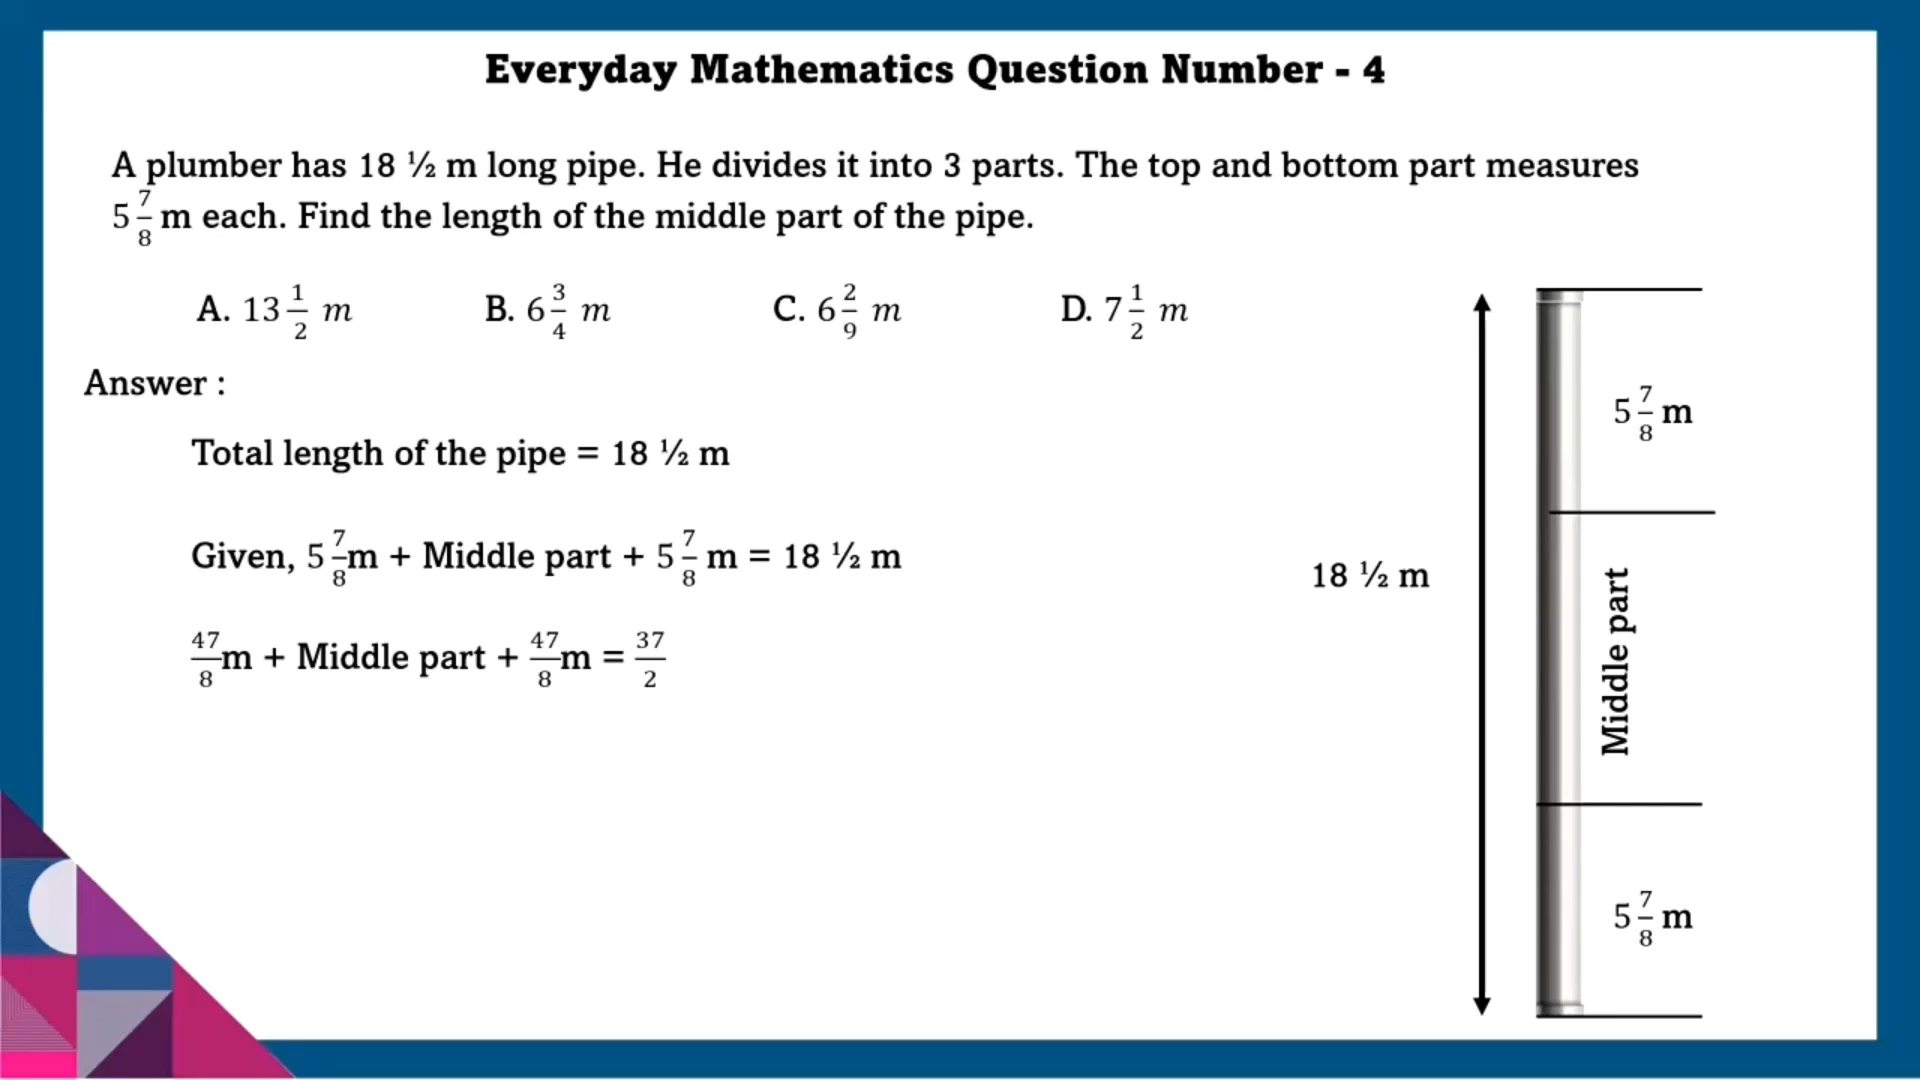 Everyday Mathematics Question Number - 4
A plumber has 18 ½ m long pipe. He divides it into 3 parts. The top and bottom part measures
5 7/8 m each. Find the length of the middle part of the pipe.
A. 13 1/2 m B. 6 3/4 m C. 6 2/9 m D. 7 1/2 m
Answer :
Total length of the pipe = 18 ½ m
Given, 5 7/8 m + Middle part + 5 7/8 m = 18 ½ m
47/8 m + Middle part + 47/8 m = 37/2
18 ½ m
5 7/8 m
Middle part
5 7/8 m